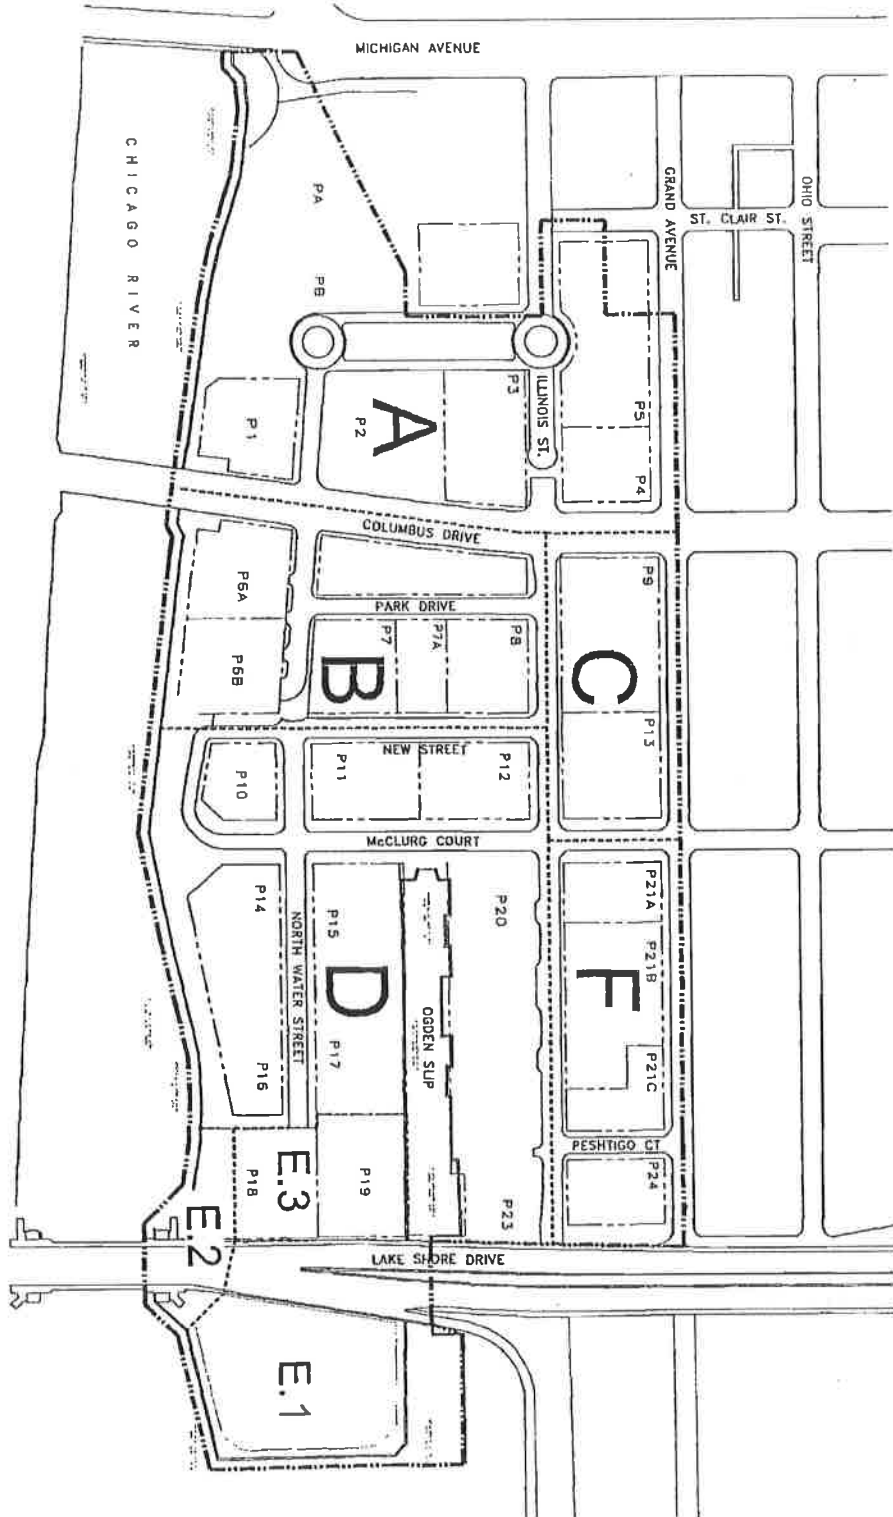 MICHIGAN AVENUE
CHICAGO RIVER
GRAND AVENUE
OHIO STREET
ST. CLAIR ST.
PA
PB
ILLINOIS ST.
P3
P5
P4
A
P2
P1
COLUMBUS DRIVE
P6A
P6B
PARK DRIVE
P7
P7A
P8
B
P9
C
P13
NEW STREET
P10
P11
P12
McCLURG COURT
P14
P15
NORTH WATER STREET
D
P17
P16
OGDEN SLIP
P20
P21A
P21B
P21C
F
PESHTIGO CT
P24
P23
P18
E.3
P19
E.2
LAKE SHORE DRIVE
E.1